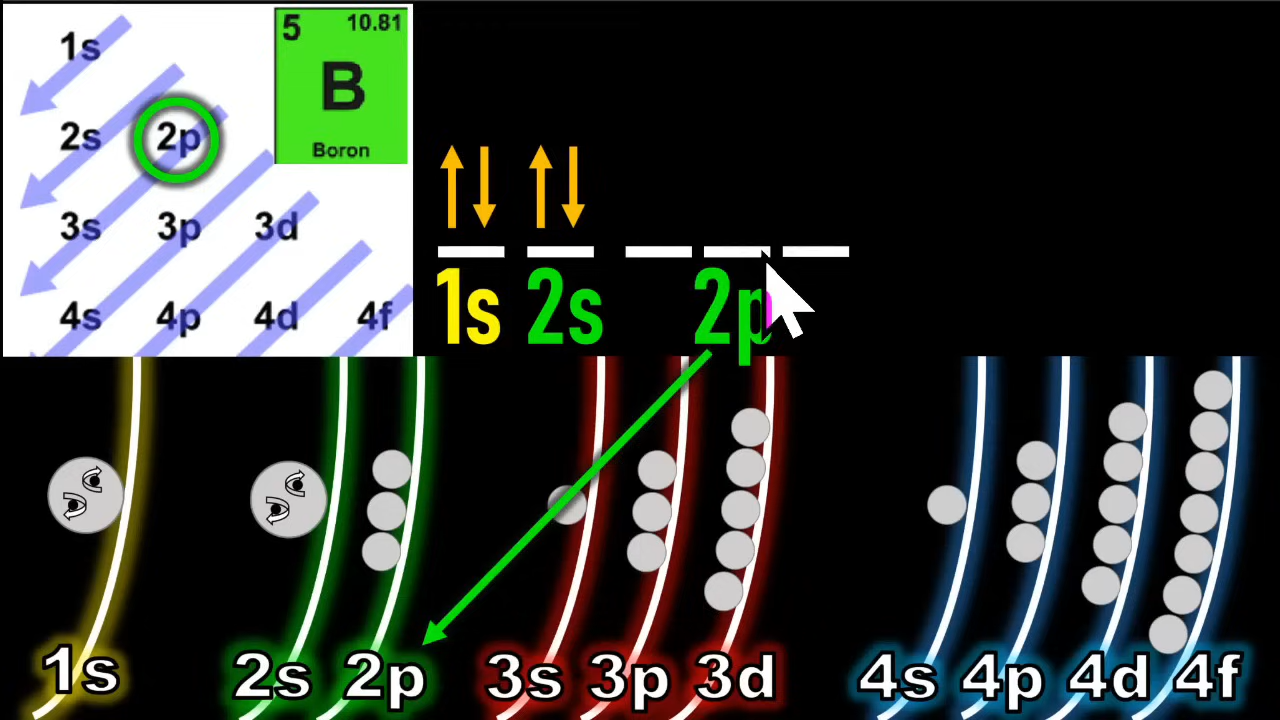 1s
5 10.81
B
Boron
2s 2p
3s 3p 3d
4s 4p 4d 4f
1s 2s 2p
1s 2s 2p 3s 3p 3d 4s 4p 4d 4f